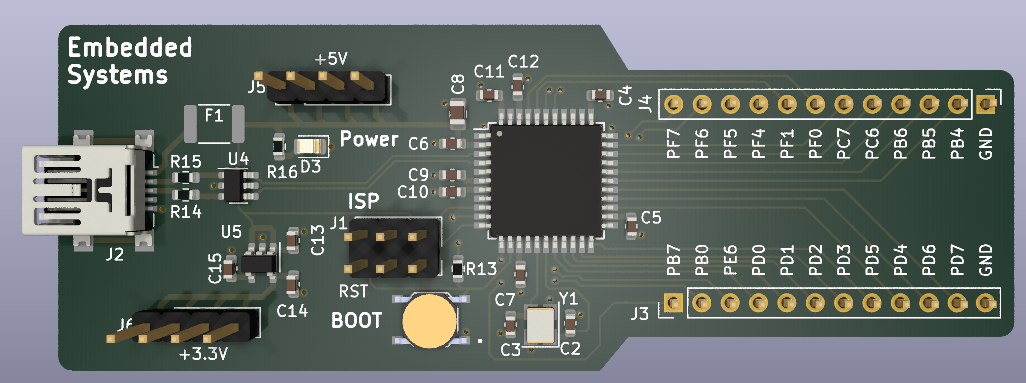 Embedded
Systems
+5V
J5
C8
C11
C12
C4
J4
F1
Power
C6
PF7
PF6
PF5
PF4
PF1
PF0
PC7
PC6
PB6
PB5
PB4
GND
R15
U4
R16
D3
C9
C10
R14
ISP
J1
C5
J2
U5
C13
C15
R13
PB7
PB0
PE6
PD0
PD1
PD2
PD3
PD5
PD4
PD6
PD7
GND
RST
C14
C7
Y1
J3
BOOT
J6
+3.3V
C3
C2